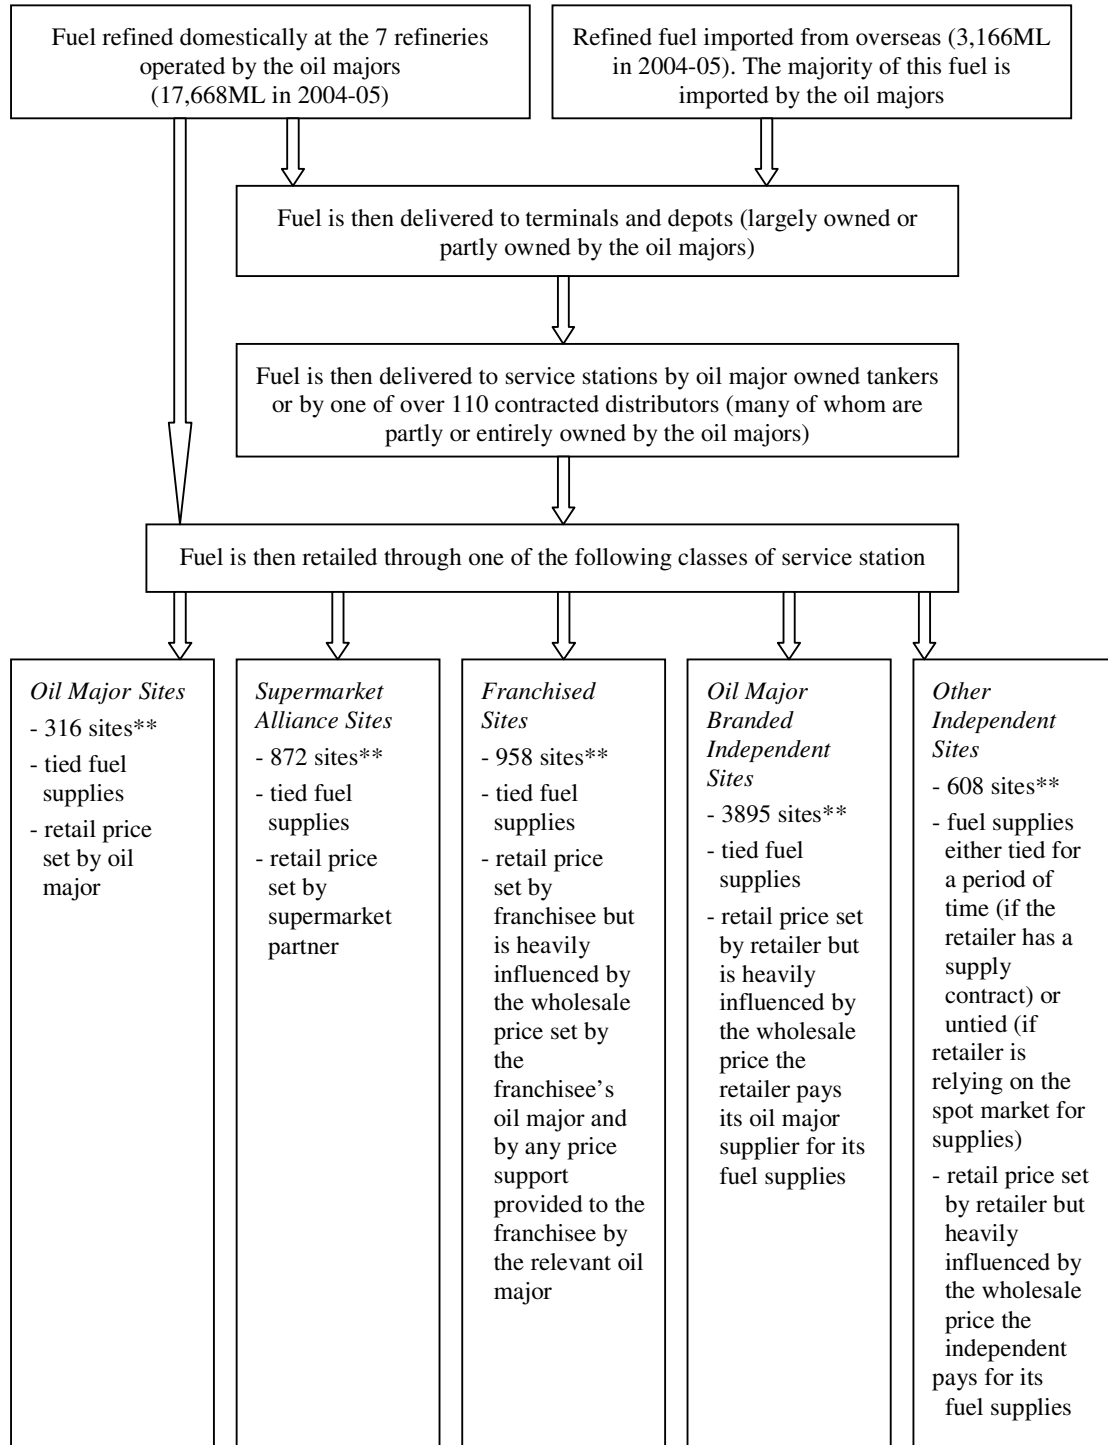 Fuel refined domestically at the 7 refineries
operated by the oil majors
(17,668ML in 2004-05)
Refined fuel imported from overseas (3,166ML
in 2004-05). The majority of this fuel is
imported by the oil majors
Fuel is then delivered to terminals and depots (largely owned or
partly owned by the oil majors)
Fuel is then delivered to service stations by oil major owned tankers
or by one of over 110 contracted distributors (many of whom are
partly or entirely owned by the oil majors)
Fuel is then retailed through one of the following classes of service station
Oil Major Sites
- 316 sites**
- tied fuel
supplies
- retail price
set by oil
major
Supermarket
Alliance Sites
- 872 sites**
- tied fuel
supplies
- retail price
set by
supermarket
partner
Franchised
Sites
- 958 sites**
- tied fuel
supplies
- retail price
set by
franchisee but
is heavily
influenced by
the wholesale
price set by
the
franchisee's
oil major and
by any price
support
provided to the
franchisee by
the relevant oil
major
Oil Major
Branded
Independent
Sites
- 3895 sites**
- tied fuel
supplies
- retail price set
by retailer but
is heavily
influenced by
the wholesale
price the
retailer pays
its oil major
supplier for its
fuel supplies
Other
Independent
Sites
- 608 sites**
- fuel supplies
either tied for
a period of
time (if the
retailer has a
supply
contract) or
untied (if
retailer is
relying on the
spot market for
supplies)
- retail price set
by retailer but
heavily
influenced by
the wholesale
price the
independent
pays for its
fuel supplies